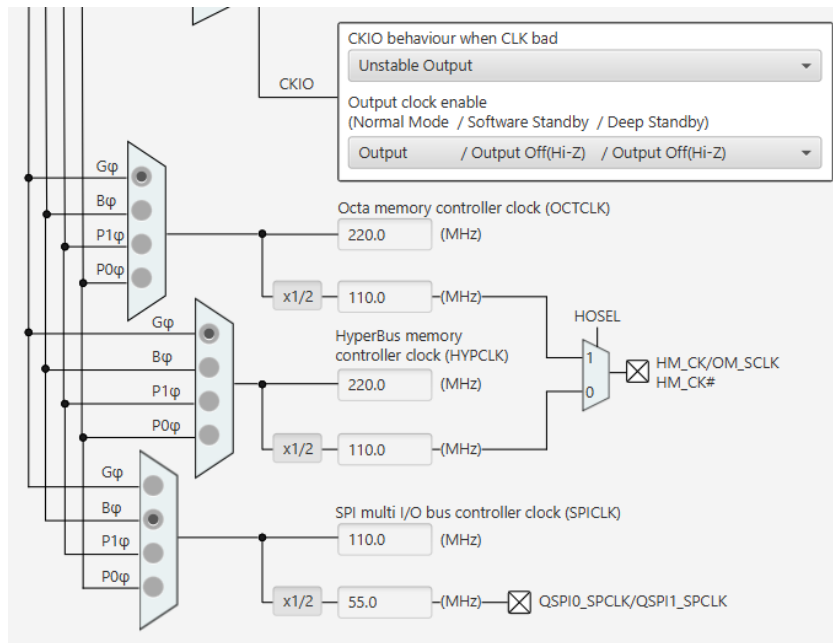 CKIO behaviour when CLK bad
Unstable Output
CKIO
Output clock enable
(Normal Mode / Software Standby / Deep Standby)
Output / Output Off(Hi-Z) / Output Off(Hi-Z)
Gφ
Bφ
P1φ
P0φ
Octa memory controller clock (OCTCLK)
220.0 (MHz)
x1/2 110.0 (MHz)
Gφ
Bφ
P1φ
P0φ
HyperBus memory
controller clock (HYPCLK)
220.0 (MHz)
x1/2 110.0 (MHz)
HOSEL
1
0
HM_CK/OM_SCLK
HM_CK#
Gφ
Bφ
P1φ
P0φ
SPI multi I/O bus controller clock (SPICLK)
110.0 (MHz)
x1/2 55.0 (MHz) QSPI0_SPCLK/QSPI1_SPCLK